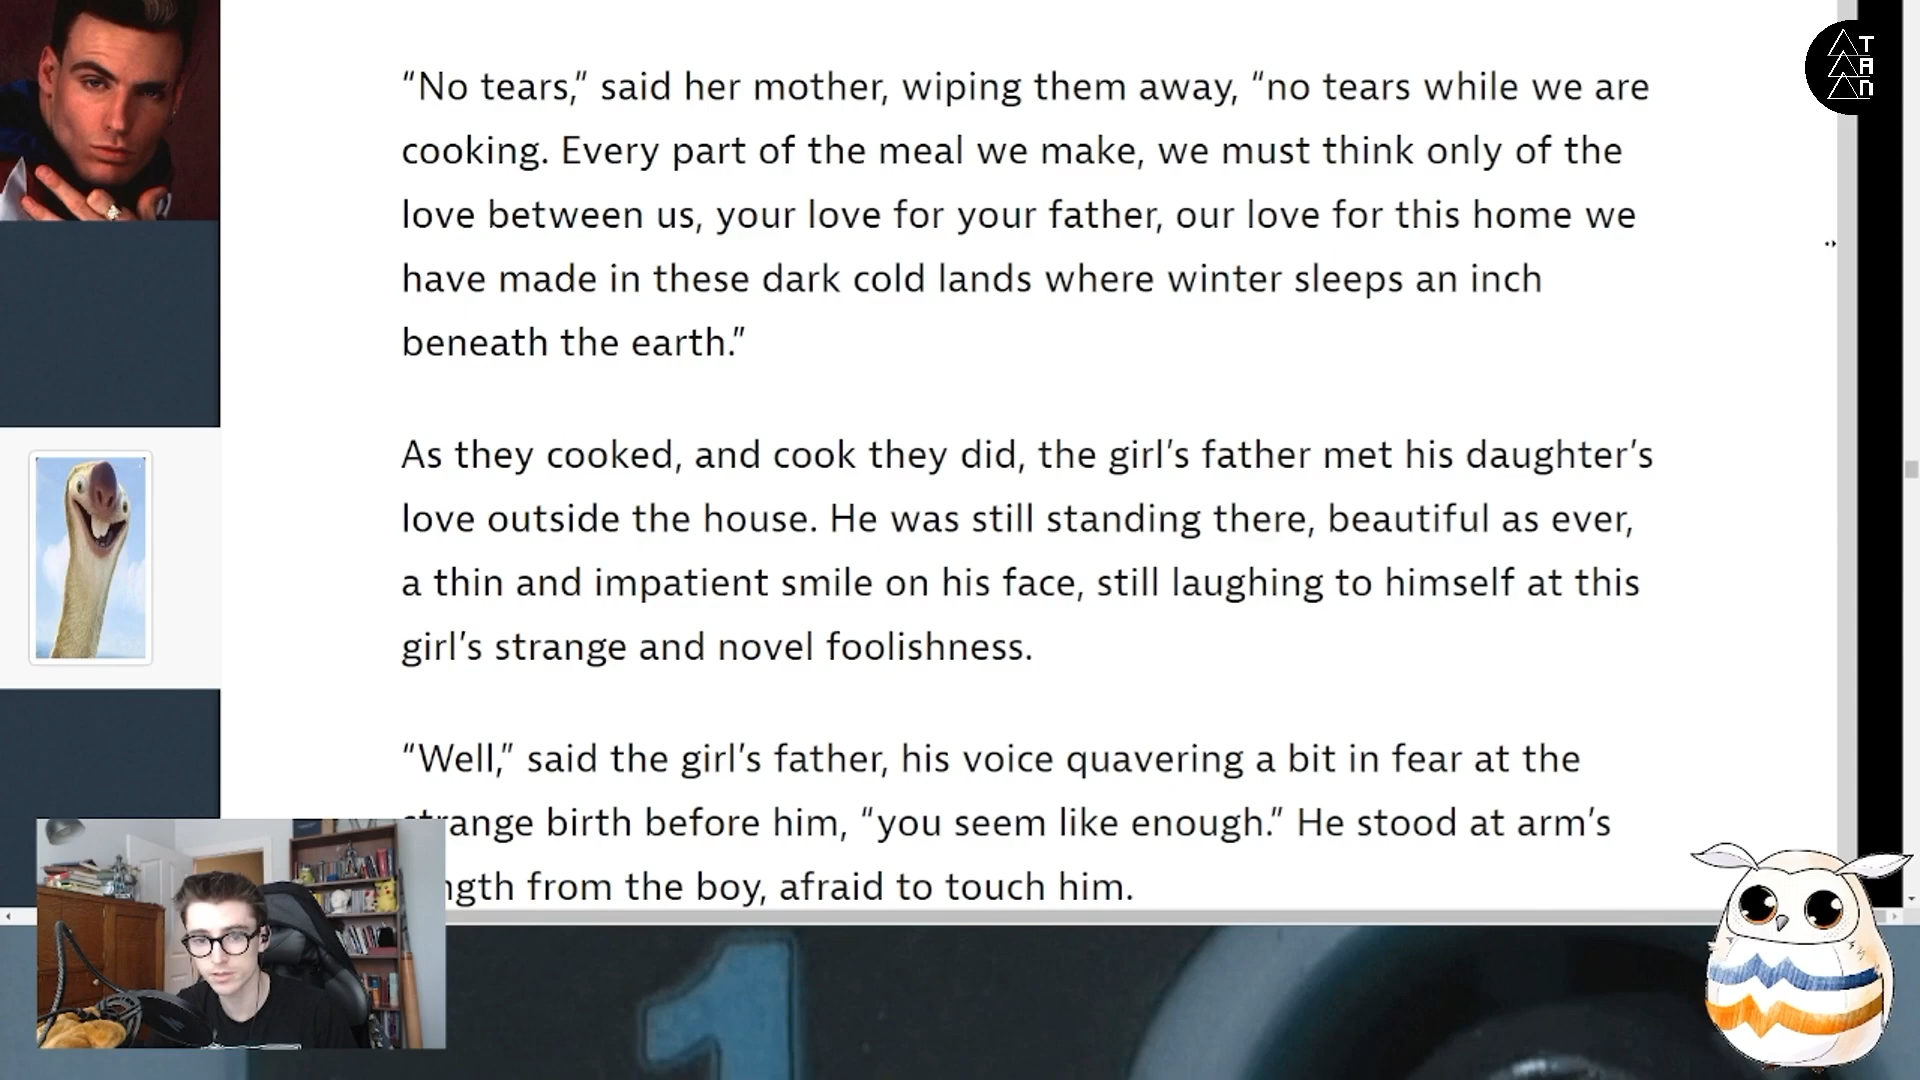 “No tears,” said her mother, wiping them away, “no tears while we are
cooking. Every part of the meal we make, we must think only of the
love between us, your love for your father, our love for this home we
have made in these dark cold lands where winter sleeps an inch
beneath the earth.”
As they cooked, and cook they did, the girl’s father met his daughter’s
love outside the house. He was still standing there, beautiful as ever,
a thin and impatient smile on his face, still laughing to himself at this
girl’s strange and novel foolishness.
“Well,” said the girl’s father, his voice quavering a bit in fear at the
strange birth before him, “you seem like enough.” He stood at arm’s
ngth from the boy, afraid to touch him.
TAN
1